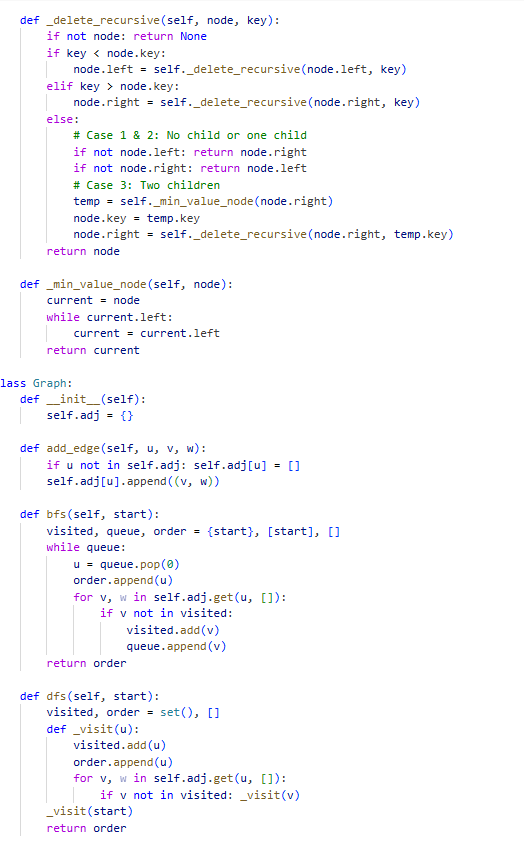 def _delete_recursive(self, node, key):
    if not node: return None
    if key < node.key:
        node.left = self._delete_recursive(node.left, key)
    elif key > node.key:
        node.right = self._delete_recursive(node.right, key)
    else:
        # Case 1 & 2: No child or one child
        if not node.left: return node.right
        if not node.right: return node.left
        # Case 3: Two children
        temp = self._min_value_node(node.right)
        node.key = temp.key
        node.right = self._delete_recursive(node.right, temp.key)
    return node
def _min_value_node(self, node):
    current = node
    while current.left:
        current = current.left
    return current
lass Graph:
def __init__(self):
    self.adj = {}
def add_edge(self, u, v, w):
    if u not in self.adj: self.adj[u] = []
    self.adj[u].append((v, w))
def bfs(self, start):
    visited, queue, order = {start}, [start], []
    while queue:
        u = queue.pop(0)
        order.append(u)
        for v, w in self.adj.get(u, []):
            if v not in visited:
                visited.add(v)
                queue.append(v)
    return order
def dfs(self, start):
    visited, order = set(), []
    def _visit(u):
        visited.add(u)
        order.append(u)
        for v, w in self.adj.get(u, []):
            if v not in visited: _visit(v)
    _visit(start)
    return order